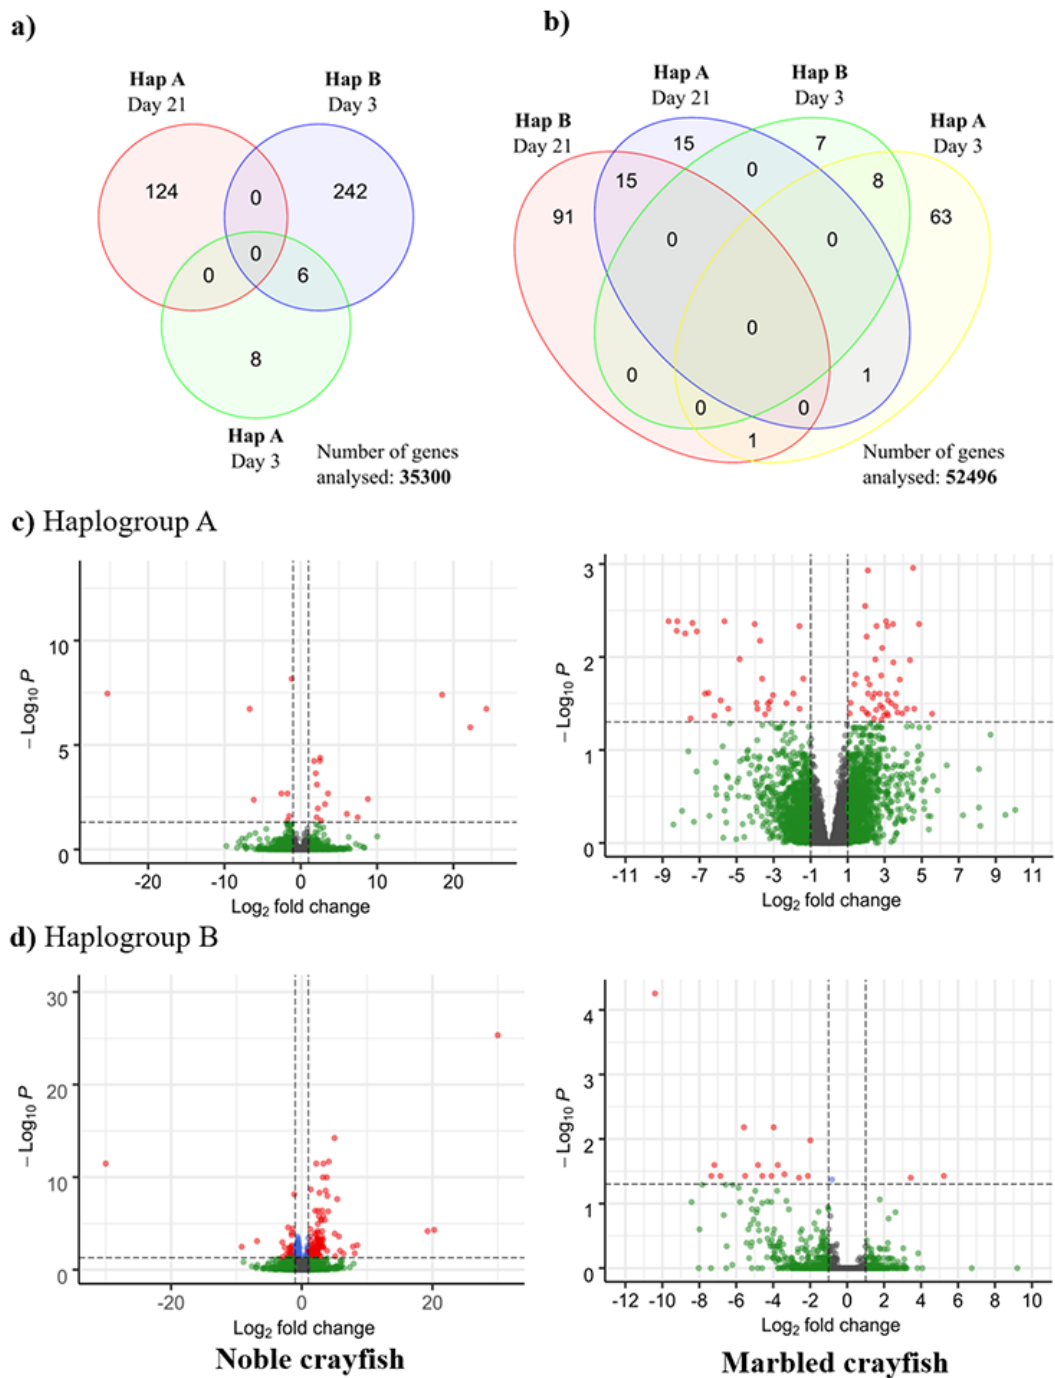 a)
Hap A
Day 21
Hap B
Day 3
124
0
242
0
0
6
8
Hap A
Day 3
Number of genes
analysed: 35300
b)
Hap A
Day 21
Hap B
Day 3
Hap B
Day 21
Hap A
Day 3
15
7
0
15
8
91
63
0
0
0
0
1
0
0
1
Number of genes
analysed: 52496
c) Haplogroup A
− Log10 P
10
5
0
-20 -10 0 10 20
Log2 fold change
− Log10 P
3
2
1
0
-11 -9 -7 -5 -3 -1 1 3 5 7 9 11
Log2 fold change
d) Haplogroup B
− Log10 P
30
20
10
0
-20 0 20
Log2 fold change
Noble crayfish
− Log10 P
4
3
2
1
0
-12 -10 -8 -6 -4 -2 0 2 4 6 8 10
Log2 fold change
Marbled crayfish